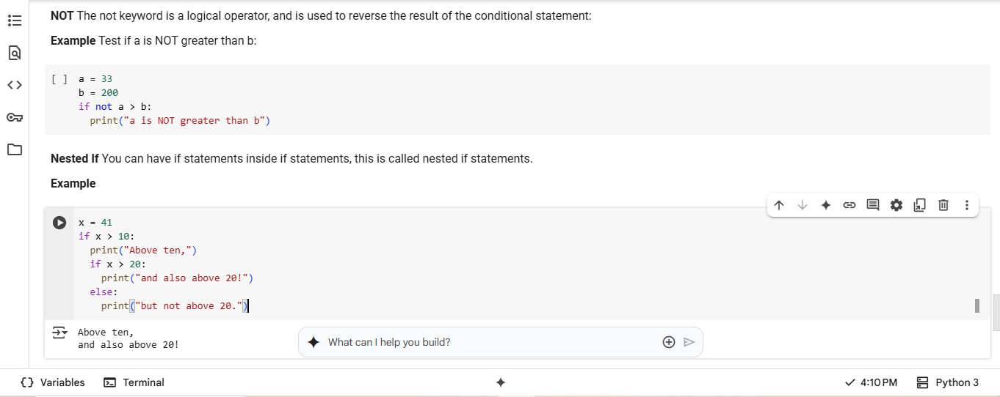 NOT The not keyword is a logical operator, and is used to reverse the result of the conditional statement:
Example Test if a is NOT greater than b:
[ ] a = 33
b = 200
if not a > b:
  print("a is NOT greater than b")
Nested If You can have if statements inside if statements, this is called nested if statements.
Example
x = 41
if x > 10:
  print("Above ten,")
  if x > 20:
    print("and also above 20!")
  else:
    print("but not above 20.")
Above ten,
and also above 20!
What can I help you build?
{} Variables Terminal 4:10 PM Python 3